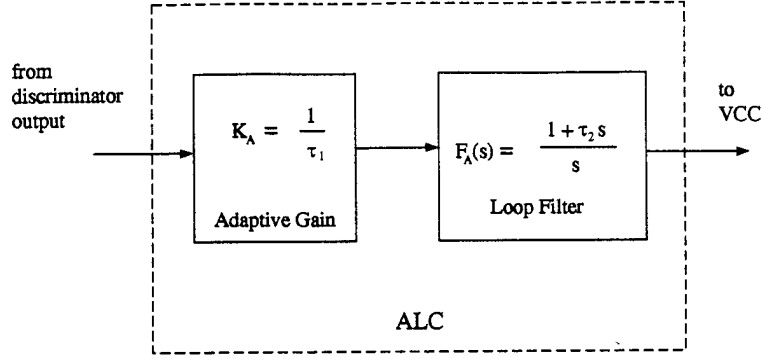 from
discriminator
output
K_A = 1/τ_1
Adaptive Gain
F_A(s) = (1 + τ_2 s)/s
Loop Filter
to
VCC
ALC